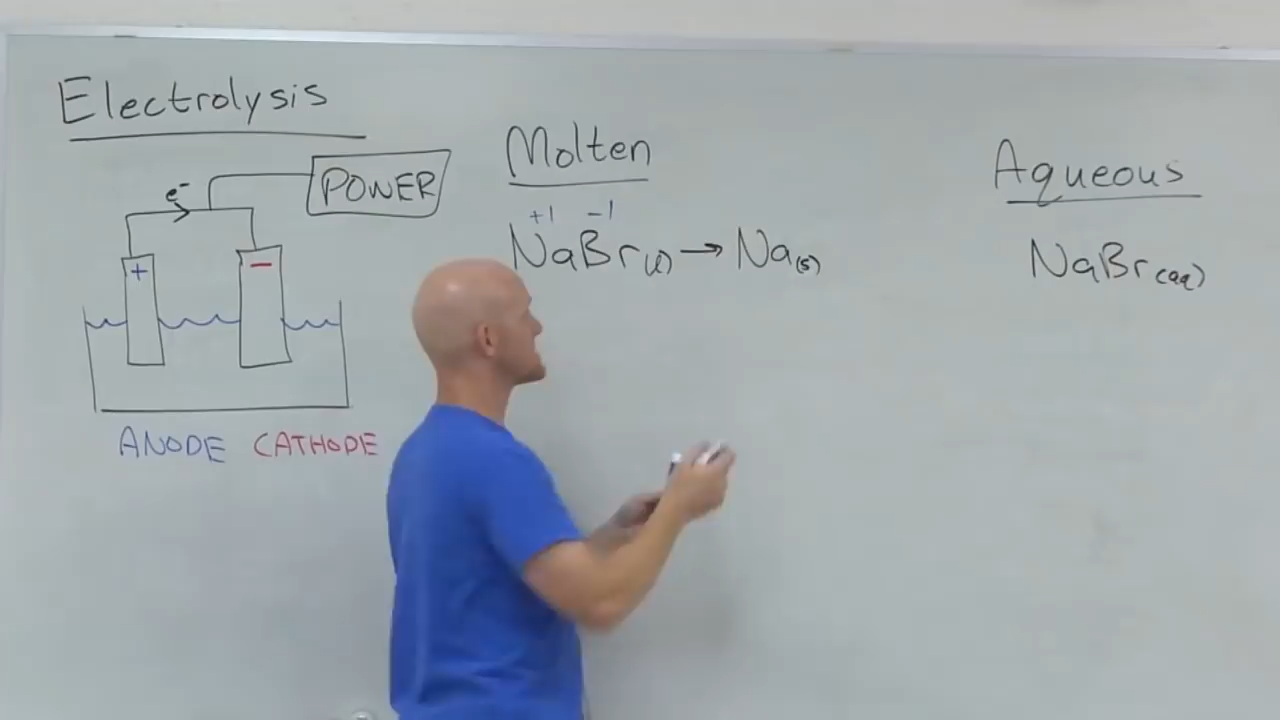 Electrolysis
e⁻
POWER
+
−
ANODE CATHODE
Molten
+1 −1
NaBr(l) → Na(s)
Aqueous
NaBr(aq)